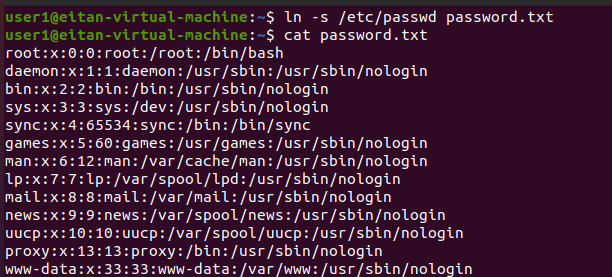 user1@eitan-virtual-machine:~$ ln -s /etc/passwd password.txt
user1@eitan-virtual-machine:~$ cat password.txt
root:x:0:0:root:/root:/bin/bash
daemon:x:1:1:daemon:/usr/sbin:/usr/sbin/nologin
bin:x:2:2:bin:/bin:/usr/sbin/nologin
sys:x:3:3:sys:/dev:/usr/sbin/nologin
sync:x:4:65534:sync:/bin:/bin/sync
games:x:5:60:games:/usr/games:/usr/sbin/nologin
man:x:6:12:man:/var/cache/man:/usr/sbin/nologin
lp:x:7:7:lp:/var/spool/lpd:/usr/sbin/nologin
mail:x:8:8:mail:/var/mail:/usr/sbin/nologin
news:x:9:9:news:/var/spool/news:/usr/sbin/nologin
uucp:x:10:10:uucp:/var/spool/uucp:/usr/sbin/nologin
proxy:x:13:13:proxy:/bin:/usr/sbin/nologin
www-data:x:33:33:www-data:/var/www:/usr/sbin/nologin